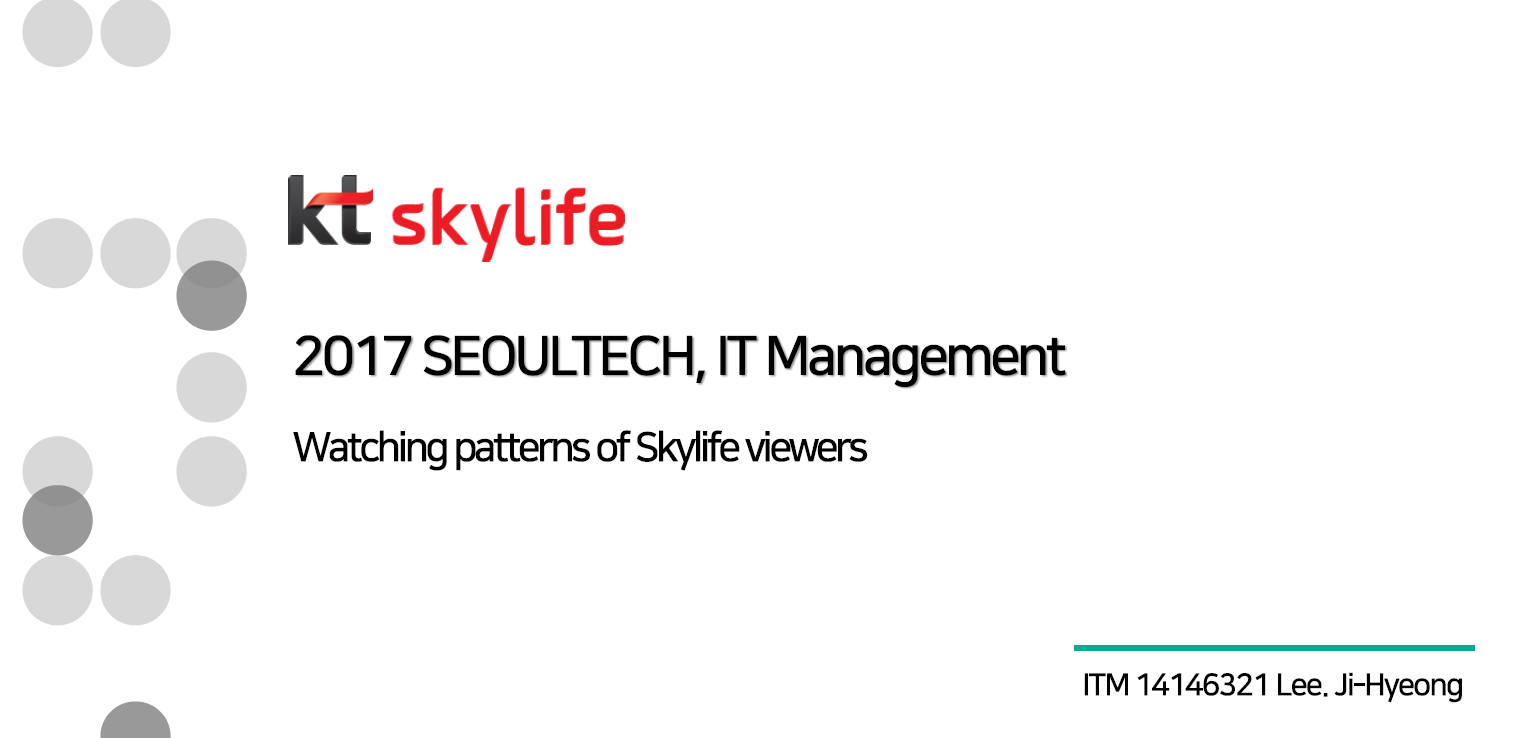 kt skylife
2017 SEOULTECH, IT Management
Watching patterns of Skylife viewers
ITM 14146321 Lee. Ji-Hyeong